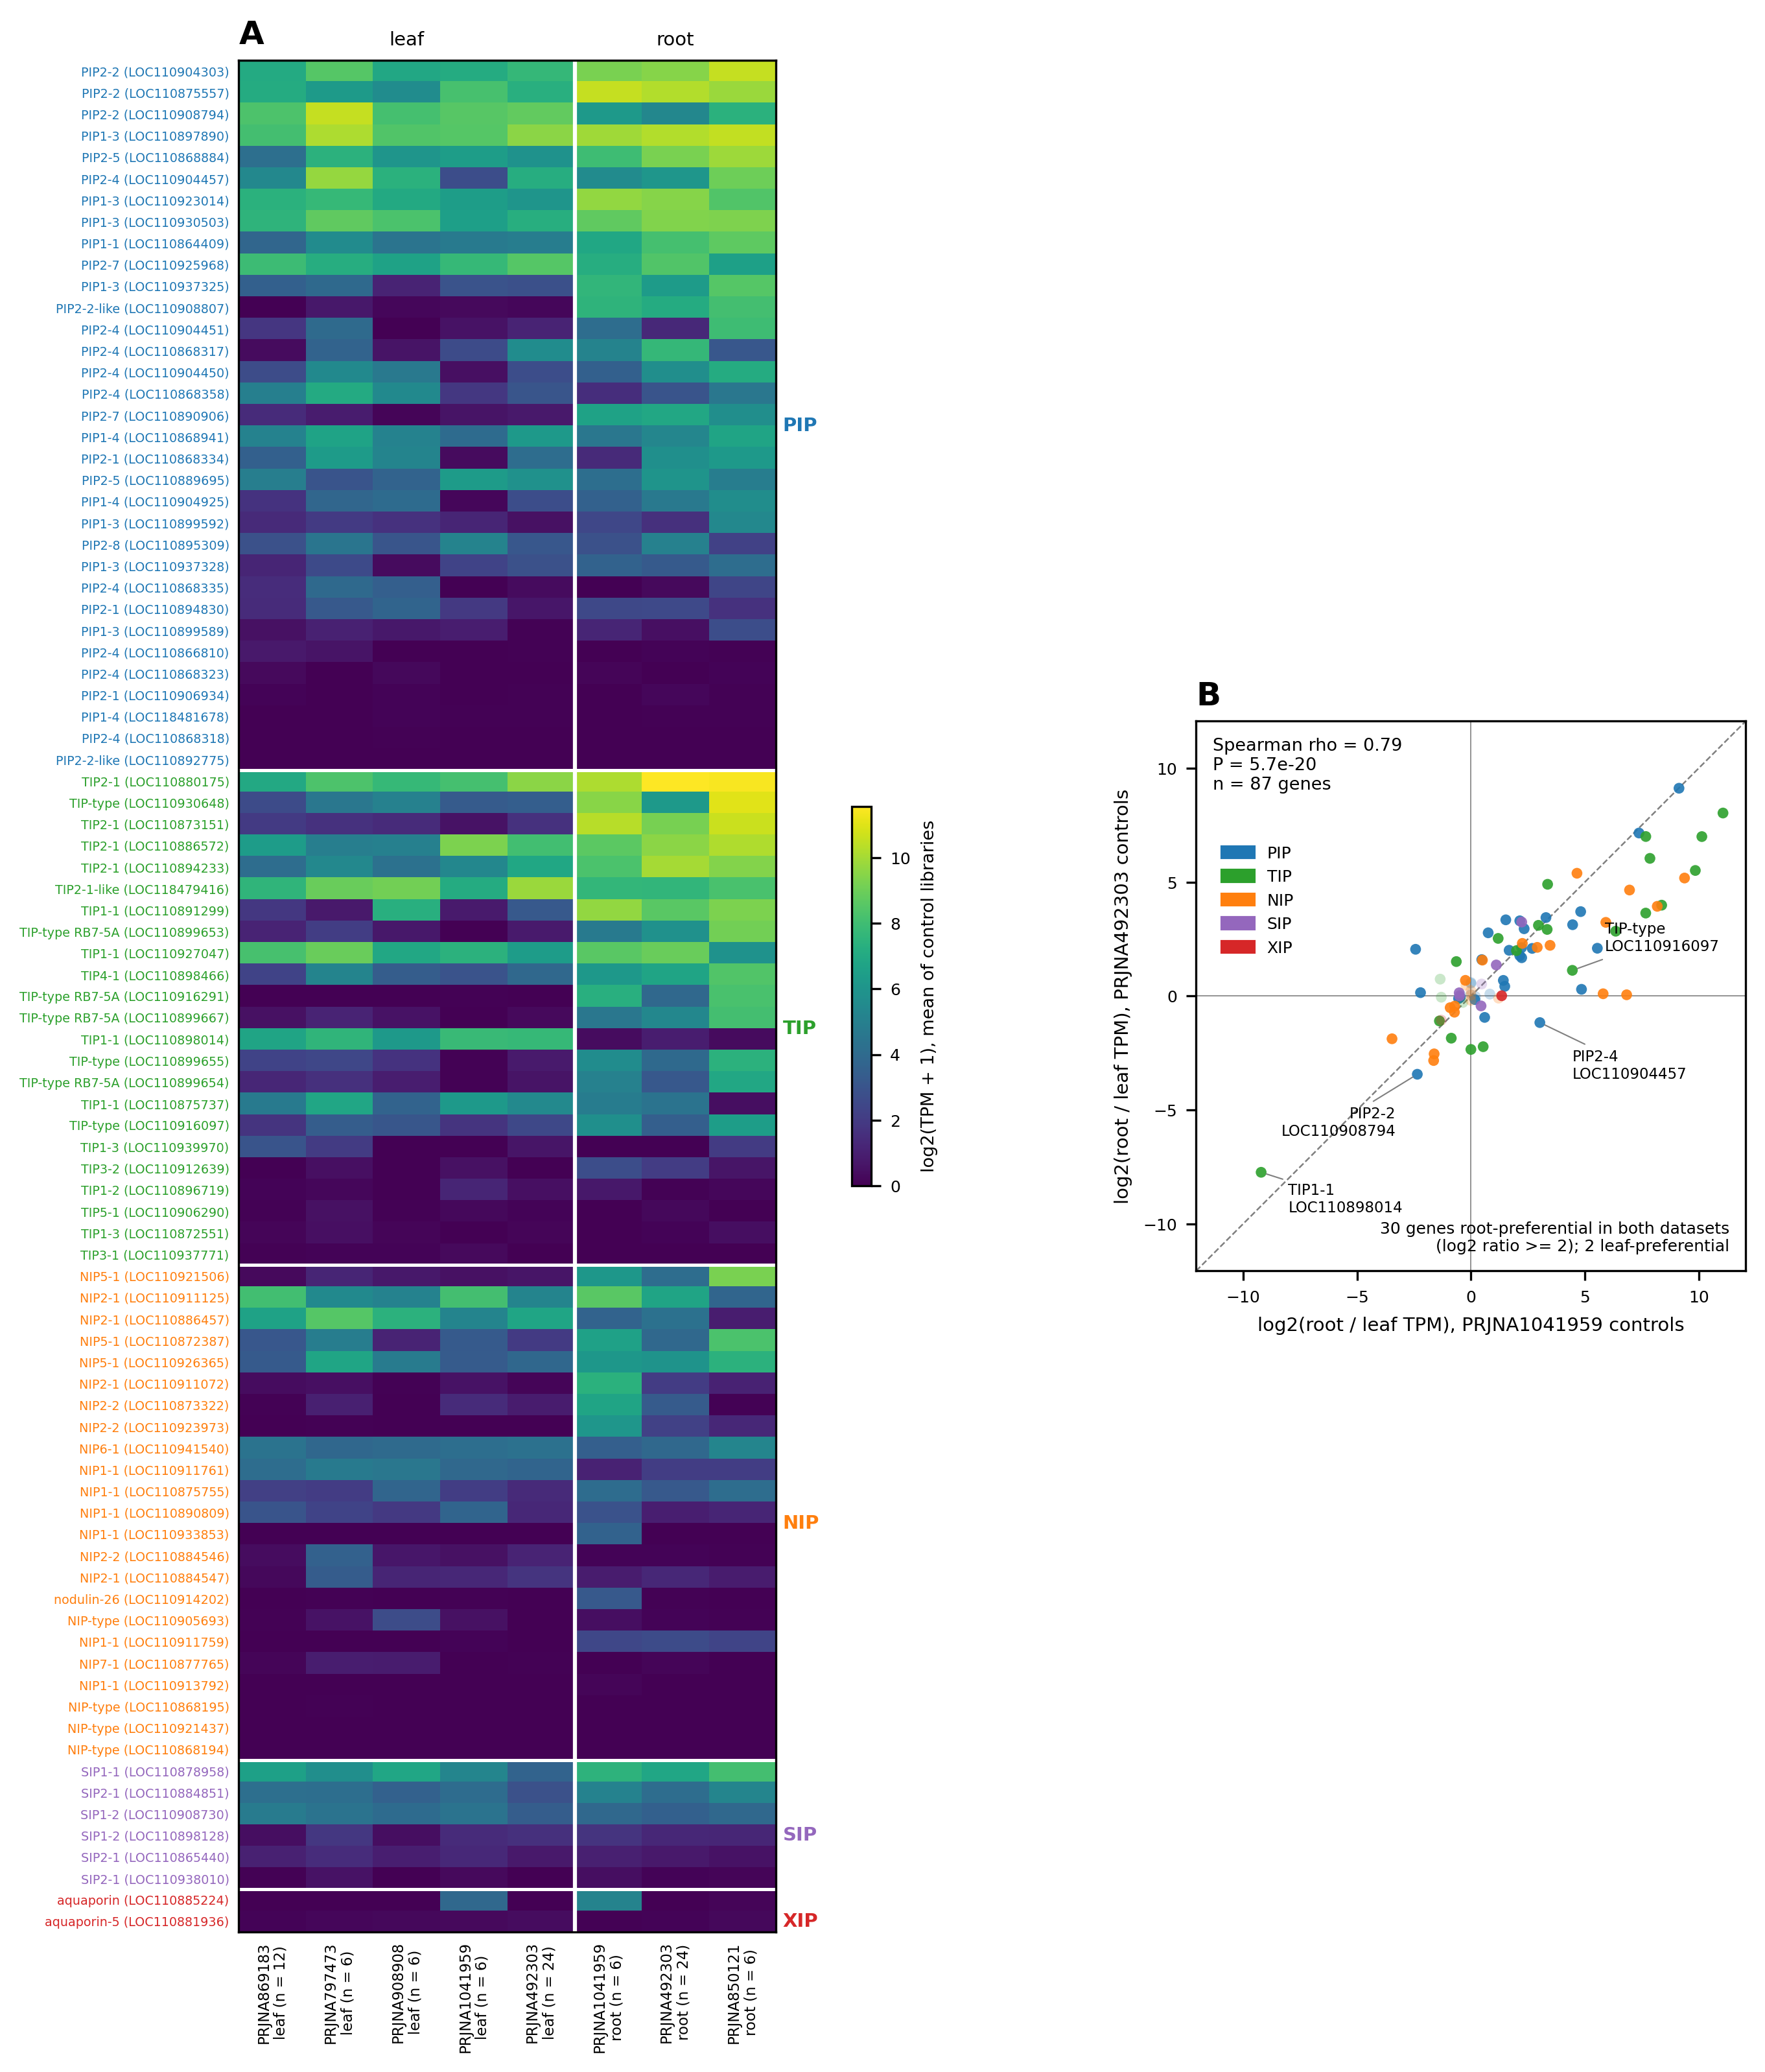 A
leaf
root
PIP2-2 (LOC110904303)
PIP2-2 (LOC110875557)
PIP2-2 (LOC110908794)
PIP1-3 (LOC110897890)
PIP2-5 (LOC110868884)
PIP2-4 (LOC110904457)
PIP1-3 (LOC110923014)
PIP1-3 (LOC110930503)
PIP1-1 (LOC110864409)
PIP2-7 (LOC110925968)
PIP1-3 (LOC110937325)
PIP2-2-like (LOC110908807)
PIP2-4 (LOC110904451)
PIP2-4 (LOC110868317)
PIP2-4 (LOC110904450)
PIP2-4 (LOC110868358)
PIP2-7 (LOC110890906)
PIP1-4 (LOC110868941)
PIP2-1 (LOC110868334)
PIP2-5 (LOC110889695)
PIP1-4 (LOC110904925)
PIP1-3 (LOC110899592)
PIP2-8 (LOC110895309)
PIP1-3 (LOC110937328)
PIP2-4 (LOC110868335)
PIP2-1 (LOC110894830)
PIP1-3 (LOC110899589)
PIP2-4 (LOC110866810)
PIP2-4 (LOC110868323)
PIP2-1 (LOC110906934)
PIP1-4 (LOC118481678)
PIP2-4 (LOC110868318)
PIP2-2-like (LOC110892775)
TIP2-1 (LOC110880175)
TIP-type (LOC110930648)
TIP2-1 (LOC110873151)
TIP2-1 (LOC110886572)
TIP2-1 (LOC110894233)
TIP2-1-like (LOC118479416)
TIP1-1 (LOC110891299)
TIP-type RB7-5A (LOC110899653)
TIP1-1 (LOC110927047)
TIP4-1 (LOC110898466)
TIP-type RB7-5A (LOC110916291)
TIP-type RB7-5A (LOC110899667)
TIP1-1 (LOC110898014)
TIP-type (LOC110899655)
TIP-type RB7-5A (LOC110899654)
TIP1-1 (LOC110875737)
TIP-type (LOC110916097)
TIP1-3 (LOC110939970)
TIP3-2 (LOC110912639)
TIP1-2 (LOC110896719)
TIP5-1 (LOC110906290)
TIP1-3 (LOC110872551)
TIP3-1 (LOC110937771)
NIP5-1 (LOC110921506)
NIP2-1 (LOC110911125)
NIP2-1 (LOC110886457)
NIP5-1 (LOC110872387)
NIP5-1 (LOC110926365)
NIP2-1 (LOC110911072)
NIP2-2 (LOC110873322)
NIP2-2 (LOC110923973)
NIP6-1 (LOC110941540)
NIP1-1 (LOC110911761)
NIP1-1 (LOC110875755)
NIP1-1 (LOC110890809)
NIP1-1 (LOC110933853)
NIP2-2 (LOC110884546)
NIP2-1 (LOC110884547)
nodulin-26 (LOC110914202)
NIP-type (LOC110905693)
NIP1-1 (LOC110911759)
NIP7-1 (LOC110877765)
NIP1-1 (LOC110913792)
NIP-type (LOC110868195)
NIP-type (LOC110921437)
NIP-type (LOC110868194)
SIP1-1 (LOC110878958)
SIP2-1 (LOC110884851)
SIP1-2 (LOC110908730)
SIP1-2 (LOC110898128)
SIP2-1 (LOC110865440)
SIP2-1 (LOC110938010)
aquaporin (LOC110885224)
aquaporin-5 (LOC110881936)
PIP
TIP
NIP
SIP
XIP
PRJNA869183
leaf (n = 12)
PRJNA797473
leaf (n = 6)
PRJNA908908
leaf (n = 6)
PRJNA1041959
leaf (n = 6)
PRJNA492303
leaf (n = 24)
PRJNA1041959
root (n = 6)
PRJNA492303
root (n = 24)
PRJNA850121
root (n = 6)
10
8
6
4
2
0
log2(TPM + 1), mean of control libraries
B
Spearman rho = 0.79
P = 5.7e-20
n = 87 genes
PIP
TIP
NIP
SIP
XIP
TIP-type
LOC110916097
PIP2-4
LOC110904457
PIP2-2
LOC110908794
TIP1-1
LOC110898014
30 genes root-preferential in both datasets
(log2 ratio >= 2); 2 leaf-preferential
10
5
0
−5
−10
log2(root / leaf TPM), PRJNA492303 controls
−10
−5
0
5
10
log2(root / leaf TPM), PRJNA1041959 controls